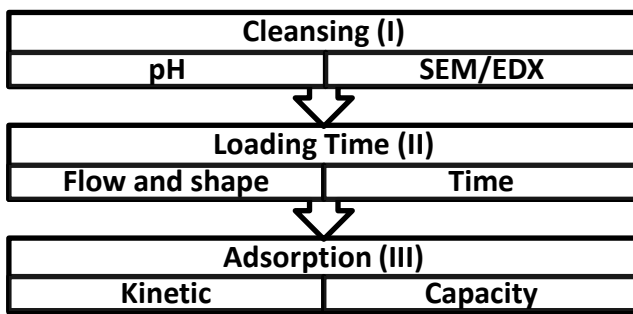 Cleansing (I)
pH SEM/EDX
Loading Time (II)
Flow and shape Time
Adsorption (III)
Kinetic Capacity